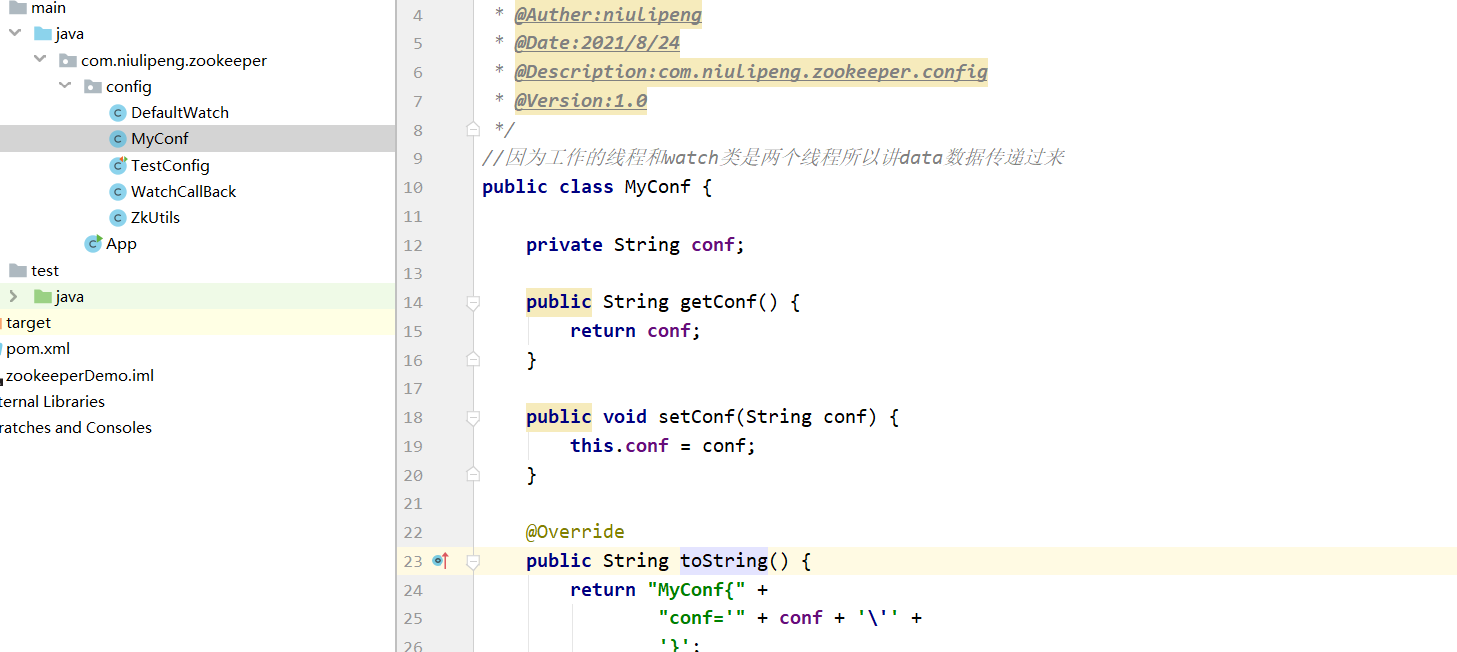 main
java
com.niulipeng.zookeeper
config
DefaultWatch
MyConf
TestConfig
WatchCallBack
ZkUtils
App
test
java
target
pom.xml
zookeeperDemo.iml
ternal Libraries
ratches and Consoles
4 * @Auther:niulipeng
5 * @Date:2021/8/24
6 * @Description:com.niulipeng.zookeeper.config
7 * @Version:1.0
8 */
9 //因为工作的线程和watch类是两个线程所以讲data数据传递过来
10 public class MyConf {
11
12 private String conf;
13
14 public String getConf() {
15 return conf;
16 }
17
18 public void setConf(String conf) {
19 this.conf = conf;
20 }
21
22 @Override
23 public String toString() {
24 return "MyConf{" +
25 "conf='" + conf + '\'' +
26 '}';